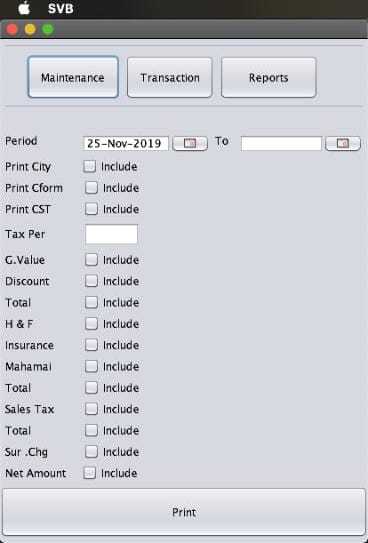 SVB
Maintenance Transaction Reports
Period 25-Nov-2019 To
Print City Include
Print Cform Include
Print CST Include
Tax Per
G.Value Include
Discount Include
Total Include
H & F Include
Insurance Include
Mahamai Include
Total Include
Sales Tax Include
Total Include
Sur .Chg Include
Net Amount Include
Print